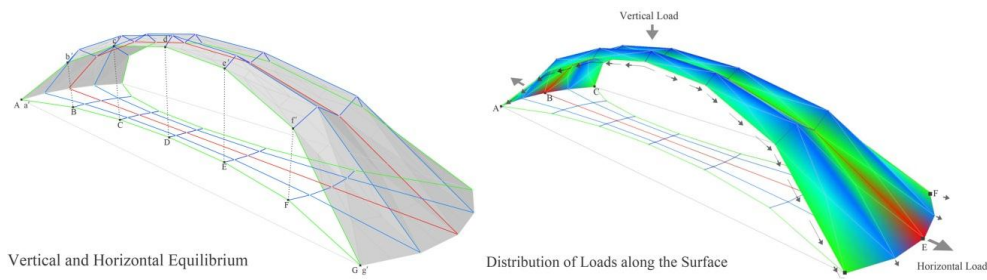 Vertical Load
b' c' d'
e'
f'
A a'
B
C
D
E
F
G g'
A
B
C
F
E
Horizontal Load
Vertical and Horizontal Equilibrium
Distribution of Loads along the Surface